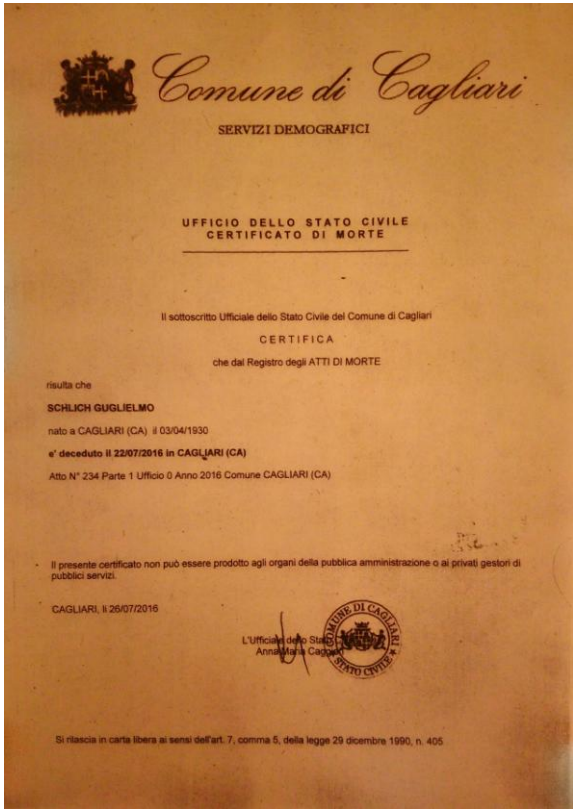 Comune di Cagliari
SERVIZI DEMOGRAFICI
UFFICIO DELLO STATO CIVILE
CERTIFICATO DI MORTE
Il sottoscritto Ufficiale dello Stato Civile del Comune di Cagliari
CERTIFICA
che dal Registro degli ATTI DI MORTE
risulta che
SCHLICH GUGLIELMO
nato a CAGLIARI (CA) il 03/04/1930
e' deceduto il 22/07/2016 in CAGLIARI (CA)
Atto N° 234 Parte 1 Ufficio 0 Anno 2016 Comune CAGLIARI (CA)
Il presente certificato non può essere prodotto agli organi della pubblica amministrazione o ai privati gestori di
pubblici servizi.
CAGLIARI, li 26/07/2016
L'Ufficiale dello Stato
Anna Maria
COMUNE DI CAGLIARI
STATO CIVILE
Si rilascia in carta libera ai sensi dell'art. 7, comma 5, della legge 29 dicembre 1990, n. 405